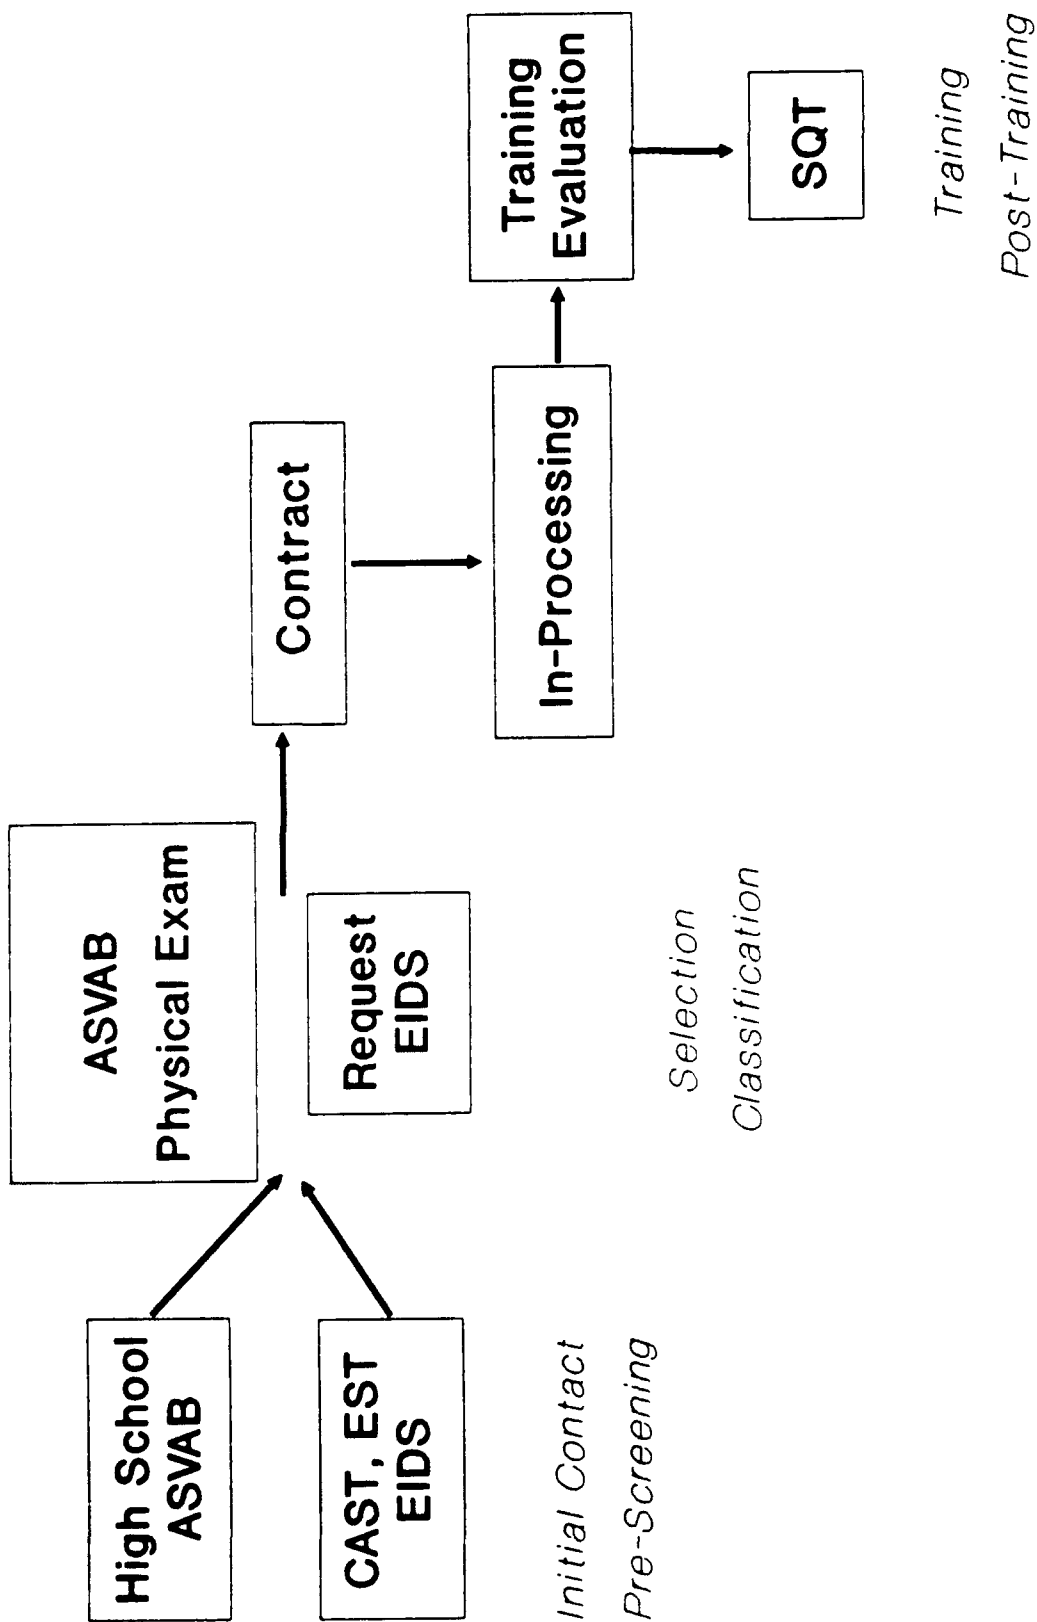 High School
ASVAB
CAST, EST
EIDS
Initial Contact
Pre-Screening
ASVAB
Physical Exam
Request
EIDS
Selection
Classification
Contract
In-Processing
Training
Evaluation
SQT
Training
Post-Training